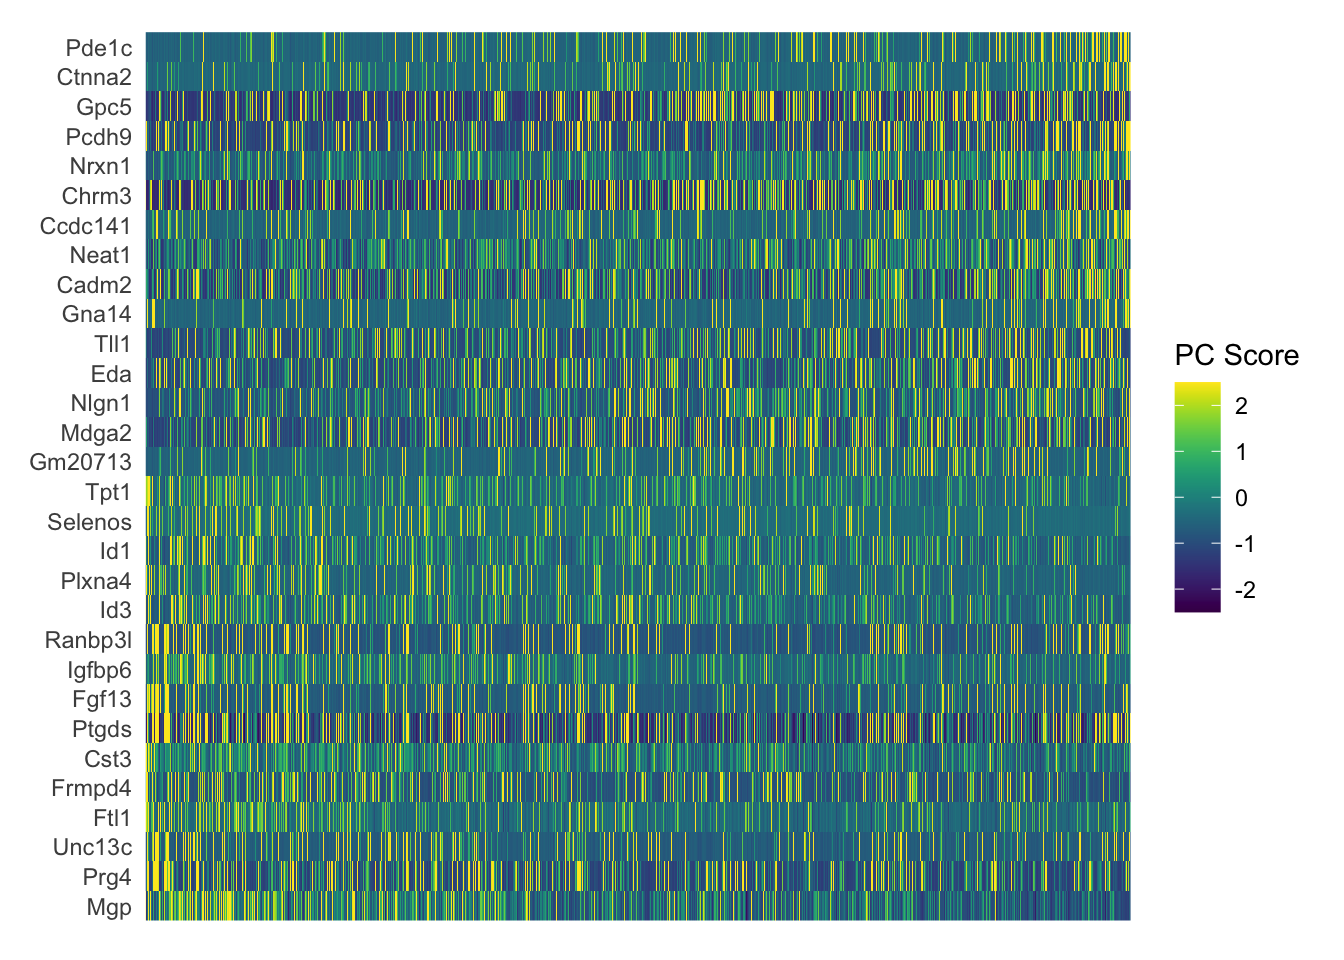 Pde1c
Ctnna2
Gpc5
Pcdh9
Nrxn1
Chrm3
Ccdc141
Neat1
Cadm2
Gna14
Tll1
Eda
Nlgn1
Mdga2
Gm20713
Tpt1
Selenos
Id1
Plxna4
Id3
Ranbp3l
Igfbp6
Fgf13
Ptgds
Cst3
Frmpd4
Ftl1
Unc13c
Prg4
Mgp
PC Score
2
1
0
-1
-2